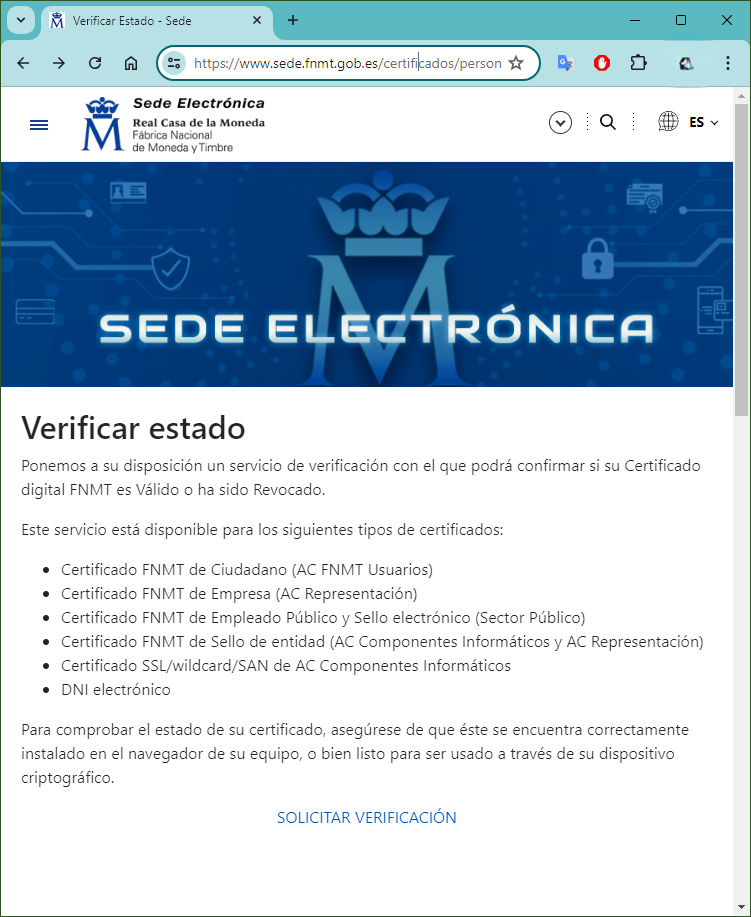 Verificar Estado - Sede
https://www.sede.fnmt.gob.es/certificados/person
Sede Electrónica
Real Casa de la Moneda
Fábrica Nacional
de Moneda y Timbre
ES
SEDE ELECTRÓNICA
Verificar estado
Ponemos a su disposición un servicio de verificación con el que podrá confirmar si su Certificado
digital FNMT es Válido o ha sido Revocado.
Este servicio está disponible para los siguientes tipos de certificados:
Certificado FNMT de Ciudadano (AC FNMT Usuarios)
Certificado FNMT de Empresa (AC Representación)
Certificado FNMT de Empleado Público y Sello electrónico (Sector Público)
Certificado FNMT de Sello de entidad (AC Componentes Informáticos y AC Representación)
Certificado SSL/wildcard/SAN de AC Componentes Informáticos
DNI electrónico
Para comprobar el estado de su certificado, asegúrese de que éste se encuentra correctamente
instalado en el navegador de su equipo, o bien listo para ser usado a través de su dispositivo
criptográfico.
SOLICITAR VERIFICACIÓN